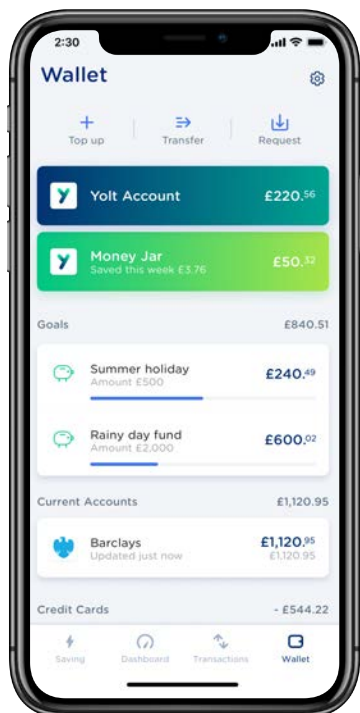 2:30
Wallet
Top up Transfer Request
Yolt Account £220.56
Money Jar
Saved this week £3.76
£50.32
Goals £840.51
Summer holiday
Amount £500
£240.49
Rainy day fund
Amount £2,000
£600.02
Current Accounts £1,120.95
Barclays
Updated just now
£1,120.95
£1,120.95
Credit Cards - £544.22
Saving Dashboard Transactions Wallet